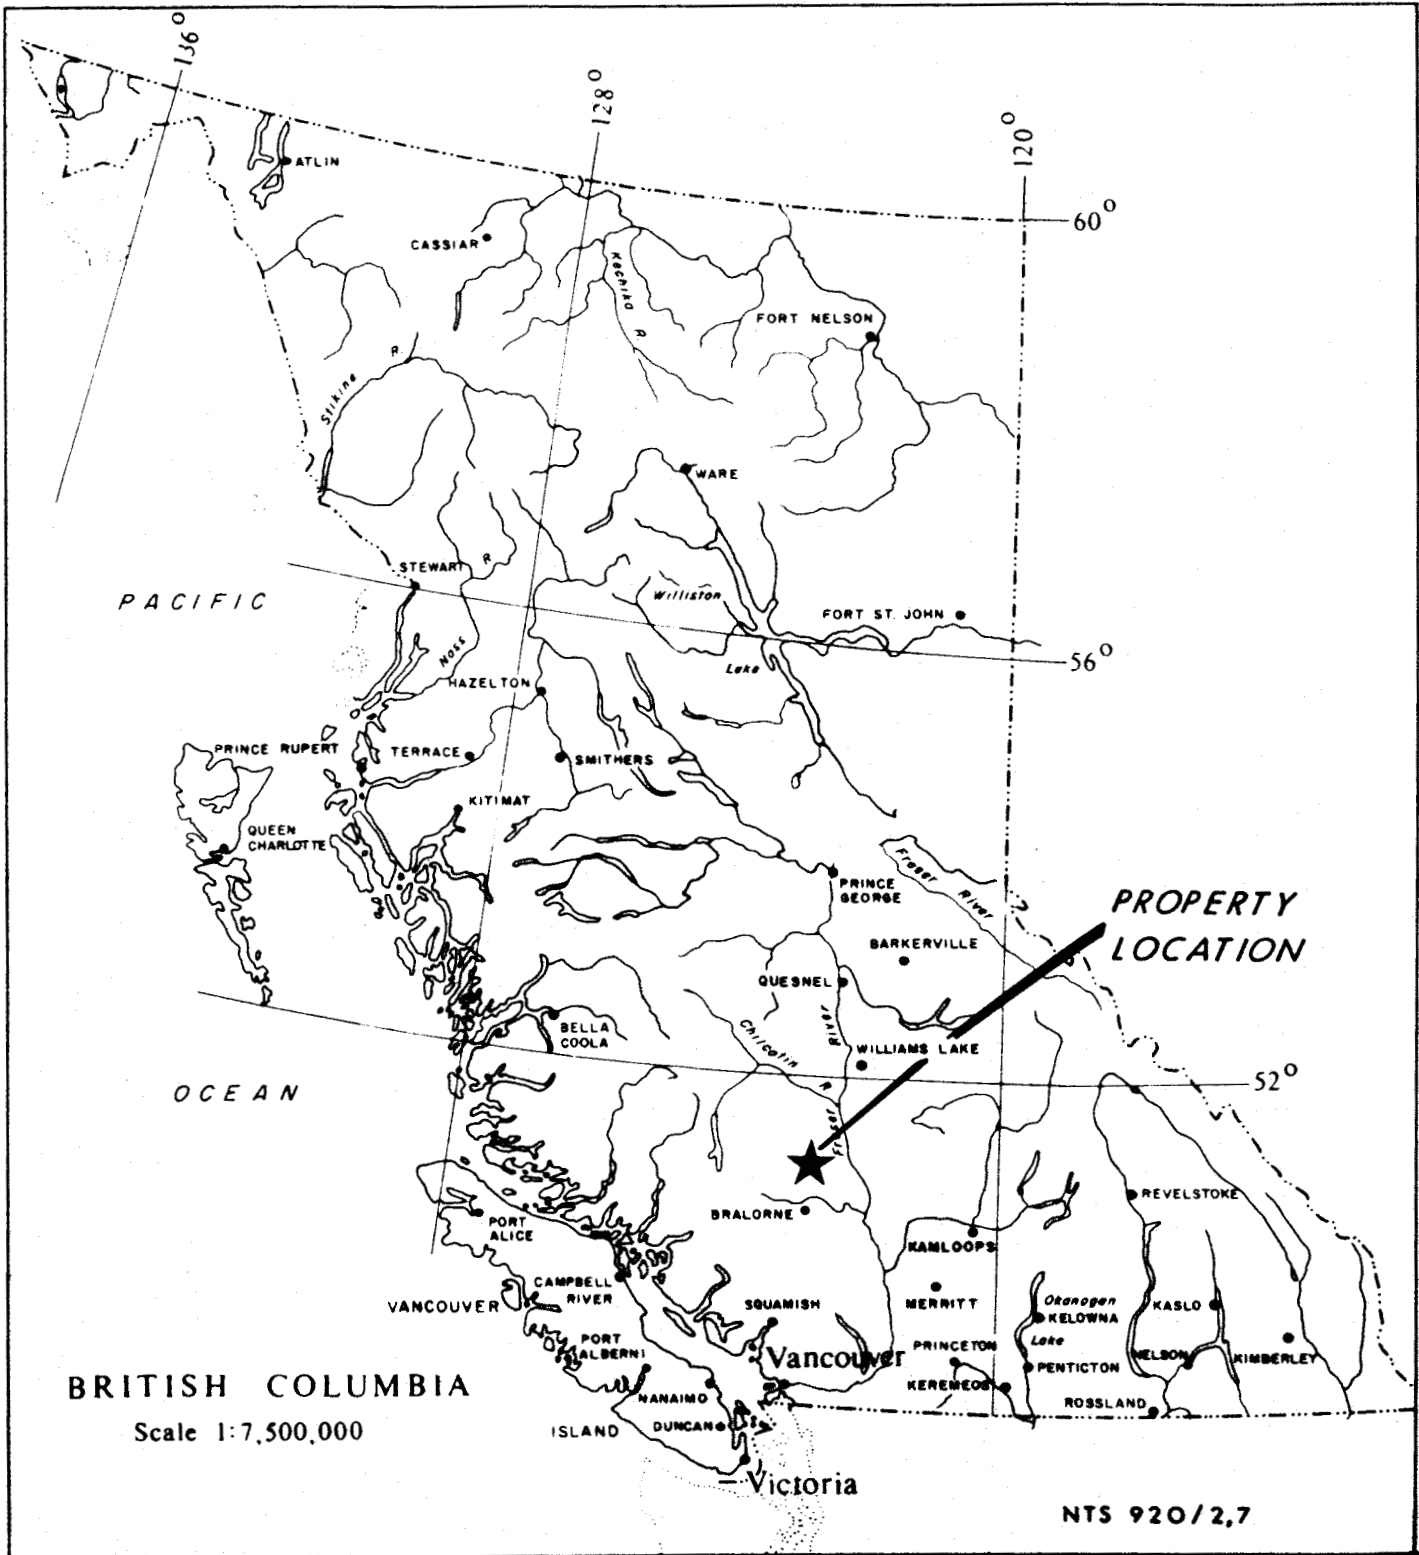 136°
128°
120°
ATLIN
60°
CASSIAR
Kechika R
FORT NELSON
Stikine R.
WARE
STEWART
R
PACIFIC
Williston
FORT ST. JOHN
Nass
56°
Lake
HAZELTON
PRINCE RUPERT
TERRACE
SMITHERS
KITIMAT
QUEEN
CHARLOTTE
Fraser River
PRINCE
GEORGE
PROPERTY
LOCATION
BARKERVILLE
QUESNEL
BELLA
COOLA
Chilcotin R
River
WILLIAMS LAKE
OCEAN
52°
Fraser
REVELSTOKE
BRALORNE
PORT
ALICE
KAMLOOPS
CAMPBELL
RIVER
VANCOUVER
SQUAMISH
MERRITT
Okanogen
KELOWNA
KASLO
PORT
ALBERNI
Vancouver
PRINCETON
Lake
PENTICTON
NELSON
KIMBERLEY
BRITISH COLUMBIA
KEREMEOS
NANAIMO
ROSSLAND
Scale 1:7,500,000
ISLAND
DUNCAN
Victoria
NTS 920/2,7